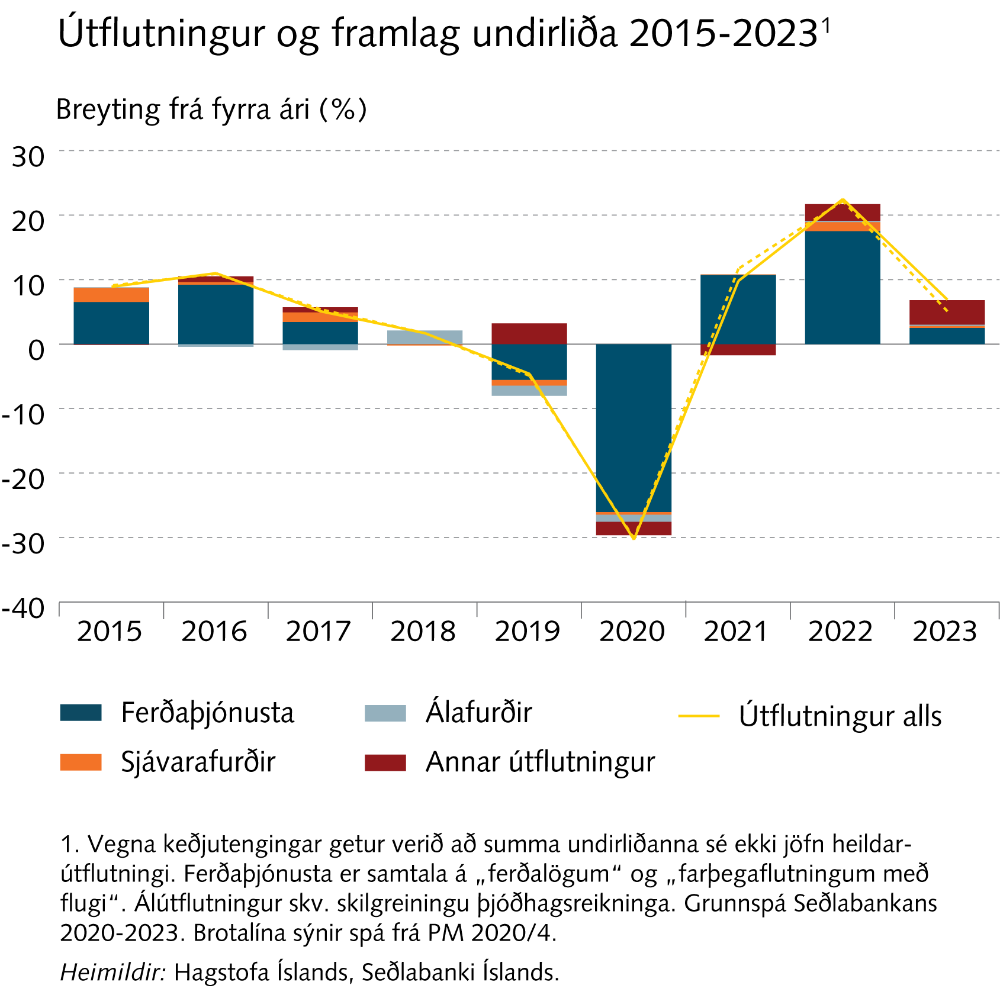 Útflutningur og framlag undirliða 2015-2023¹
Breyting frá fyrra ári (%)
30
20
10
0
-10
-20
-30
-40
2015 2016 2017 2018 2019 2020 2021 2022 2023
Ferðaþjónusta
Álafurðir
Útflutningur alls
Sjávarafurðir
Annar útflutningur
1. Vegna keðjutengingar getur verið að summa undirliðanna sé ekki jöfn heildar-
útflutningi. Ferðaþjónusta er samtala á „ferðalögum“ og „farþegaflutningum með
flugi“. Álútflutningur skv. skilgreiningu þjóðhagsreikninga. Grunnspá Seðlabankans
2020-2023. Brotalína sýnir spá frá PM 2020/4.
Heimildir: Hagstofa Íslands, Seðlabanki Íslands.